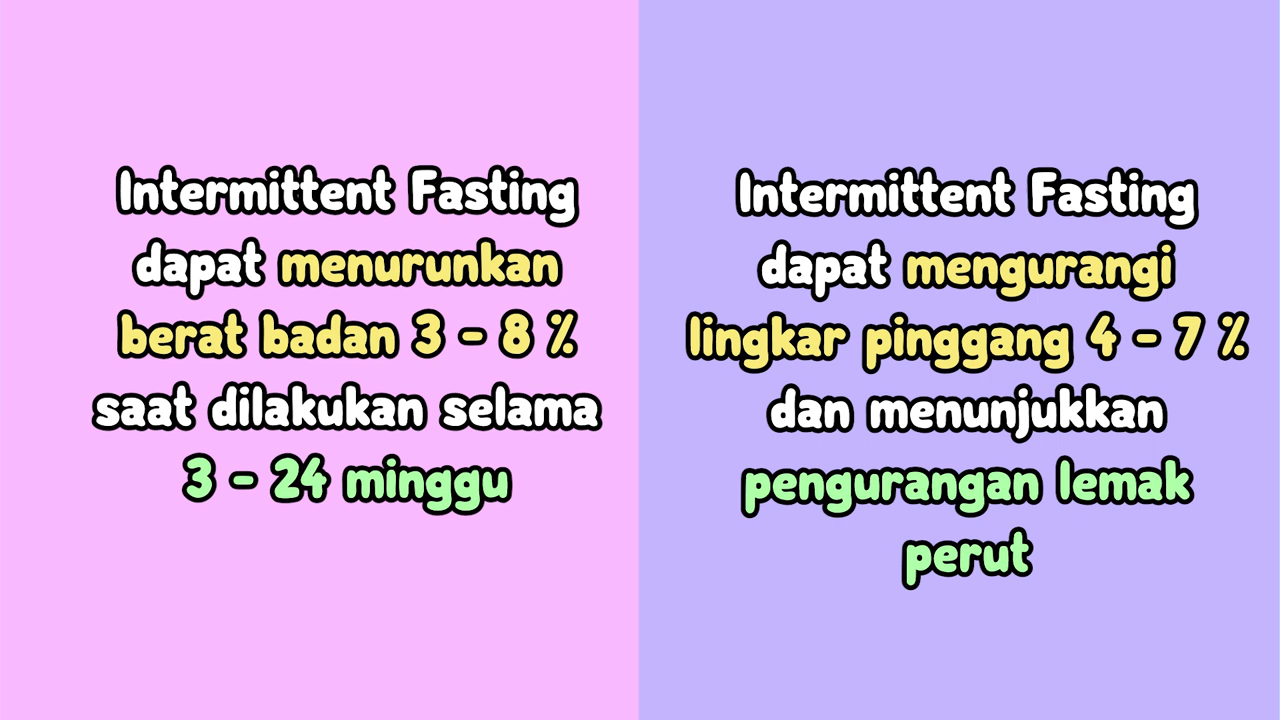 Intermittent Fasting
dapat menurunkan
berat badan 3 - 8 %
saat dilakukan selama
3 - 24 minggu
Intermittent Fasting
dapat mengurangi
lingkar pinggang 4 - 7 %
dan menunjukkan
pengurangan lemak
perut